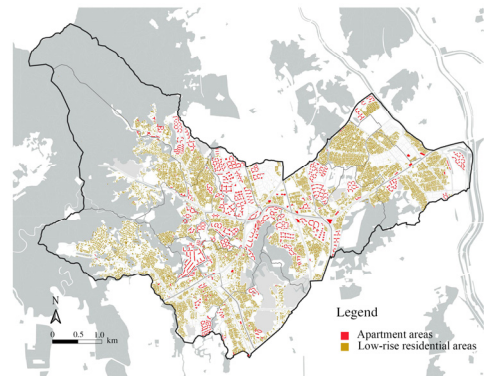 N
0 0.5 1.0
km
Legend
Apartment areas
Low-rise residential areas